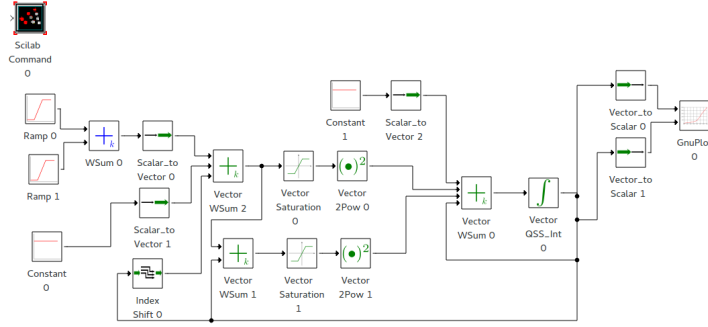 Scilab
Command
0
Ramp 0
Ramp 1
k
WSum 0
Scalar_to
Vector 0
Scalar_to
Vector 1
Constant
0
Index
Shift 0
k
Vector
WSum 2
Vector
Saturation
0
(•)2
Vector
2Pow 0
k
Vector
WSum 1
Vector
Saturation
1
(•)2
Vector
2Pow 1
Constant
1
Scalar_to
Vector 2
k
Vector
WSum 0
∫
Vector
QSS_Int
0
Vector_to
Scalar 0
Vector_to
Scalar 1
GnuPlo
0